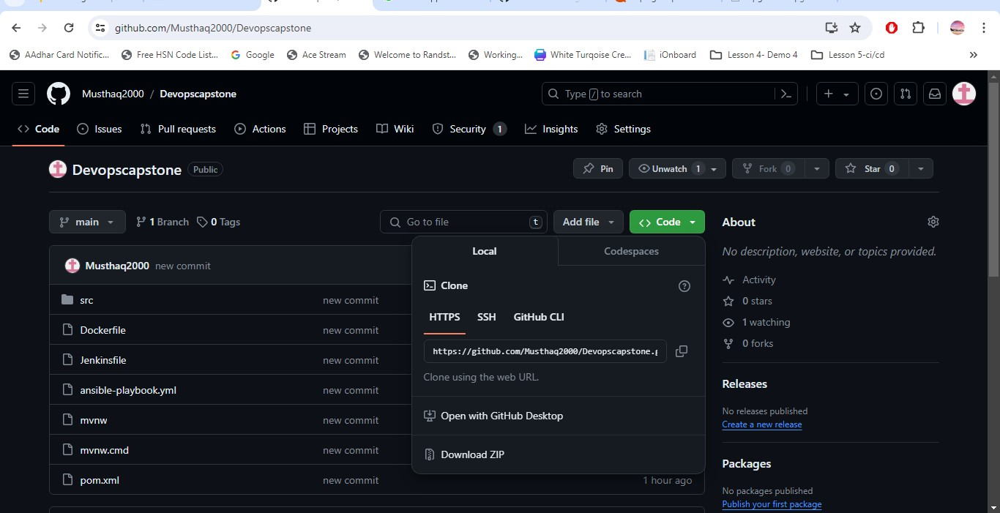 github.com/Musthaq2000/Devopscapstone
AAdhar Card Notific... Free HSN Code List... Google Ace Stream Welcome to Randst... Working... White Turqoise Cre... iOnboard Lesson 4- Demo 4 Lesson 5-ci/cd »
Musthaq2000 / Devopscapstone Type / to search
Code Issues Pull requests Actions Projects Wiki Security 1 Insights Settings
Devopscapstone Public Pin Unwatch 1 Fork 0 Star 0
main 1 Branch 0 Tags Go to file t Add file Code About
No description, website, or topics provided.
Musthaq2000 new commit Local Codespaces
Activity
src new commit Clone 0 stars
Dockerfile new commit HTTPS SSH GitHub CLI 1 watching
0 forks
Jenkinsfile new commit https://github.com/Musthaq2000/Devopscapstone.g
Clone using the web URL.
Releases
ansible-playbook.yml new commit
No releases published
mvnw new commit Open with GitHub Desktop Create a new release
mvnw.cmd new commit Download ZIP
Packages
pom.xml new commit 1 hour ago
No packages published
Publish your first package